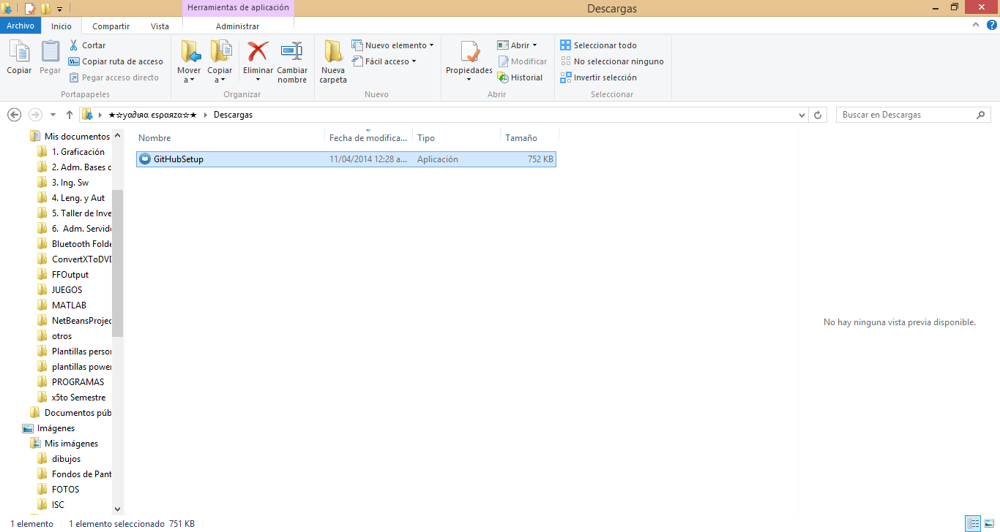 Herramientas de aplicación
Descargas
Archivo
Inicio
Compartir
Vista
Administrar
Copiar
Pegar
Cortar
Copiar ruta de acceso
Pegar acceso directo
Portapapeles
Mover a
Copiar a
Eliminar
Cambiar nombre
Organizar
Nueva carpeta
Nuevo elemento
Fácil acceso
Nuevo
Propiedades
Abrir
Modificar
Historial
Abrir
Seleccionar todo
No seleccionar ninguno
Invertir selección
Seleccionar
★☆уα∂ιяα єѕραяzα☆★
Descargas
Buscar en Descargas
Mis documentos
1. Graficación
2. Adm. Bases d
3. Ing. Sw
4. Leng. y Aut
5. Taller de Inve
6. Adm. Servido
Bluetooth Folde
ConvertXToDVD
FFOutput
JUEGOS
MATLAB
NetBeansProjec
otros
Plantillas person
plantillas power
PROGRAMAS
x5to Semestre
Documentos púb
Imágenes
Mis imágenes
dibujos
Fondos de Pant
FOTOS
ISC
Nombre
Fecha de modifica...
Tipo
Tamaño
GitHubSetup
11/04/2014 12:28 a...
Aplicación
752 KB
No hay ninguna vista previa disponible.
1 elemento
1 elemento seleccionado 751 KB